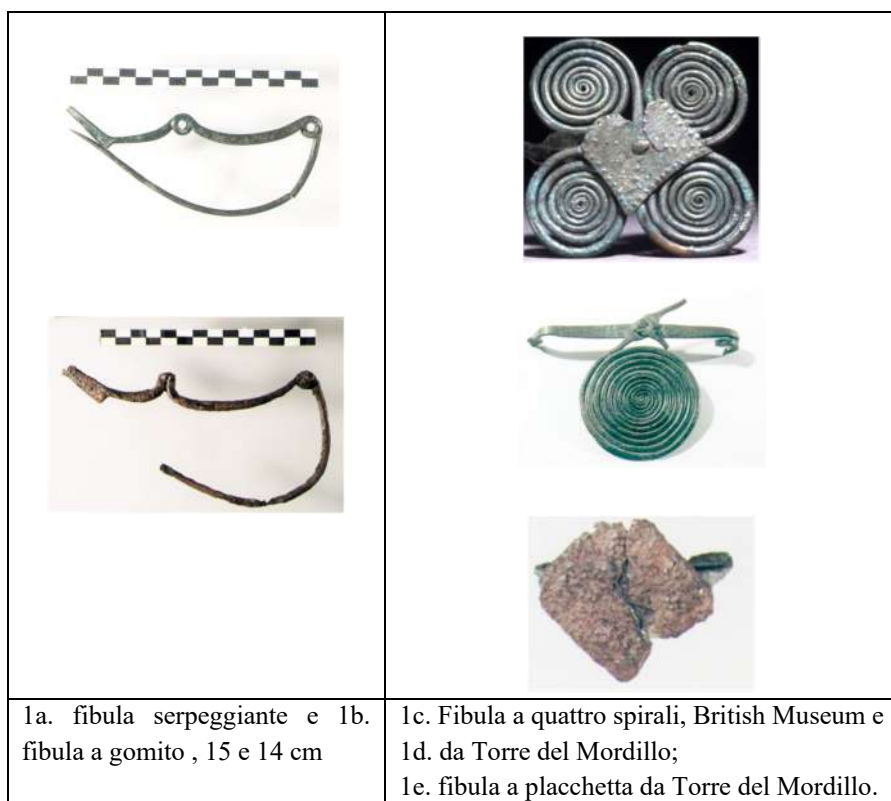 1a. fibula serpeggiante e 1b.
fibula a gomito , 15 e 14 cm
1c. Fibula a quattro spirali, British Museum e
1d. da Torre del Mordillo;
1e. fibula a placchetta da Torre del Mordillo.